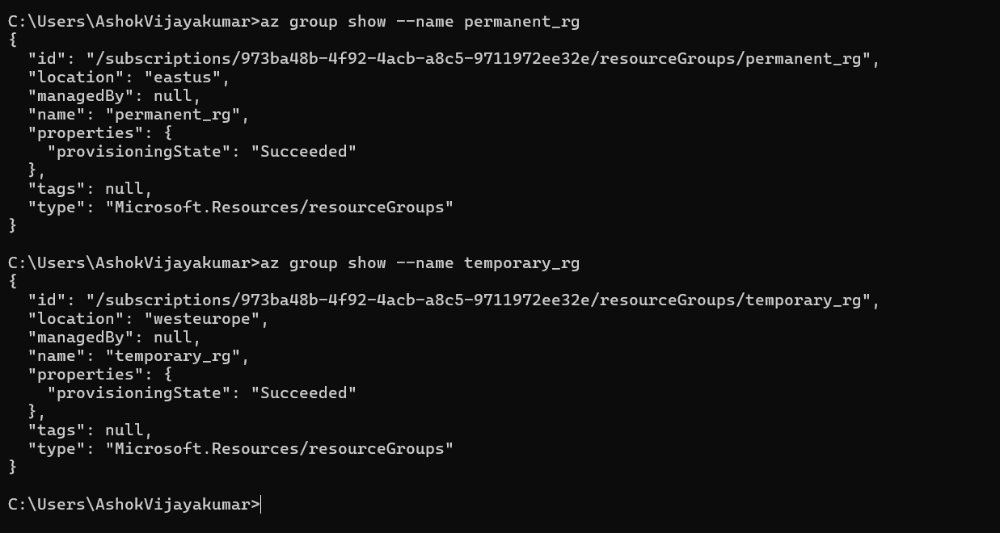 C:\Users\AshokVijayakumar>az group show --name permanent_rg
{
  "id": "/subscriptions/973ba48b-4f92-4acb-a8c5-9711972ee32e/resourceGroups/permanent_rg",
  "location": "eastus",
  "managedBy": null,
  "name": "permanent_rg",
  "properties": {
    "provisioningState": "Succeeded"
  },
  "tags": null,
  "type": "Microsoft.Resources/resourceGroups"
}

C:\Users\AshokVijayakumar>az group show --name temporary_rg
{
  "id": "/subscriptions/973ba48b-4f92-4acb-a8c5-9711972ee32e/resourceGroups/temporary_rg",
  "location": "westeurope",
  "managedBy": null,
  "name": "temporary_rg",
  "properties": {
    "provisioningState": "Succeeded"
  },
  "tags": null,
  "type": "Microsoft.Resources/resourceGroups"
}

C:\Users\AshokVijayakumar>